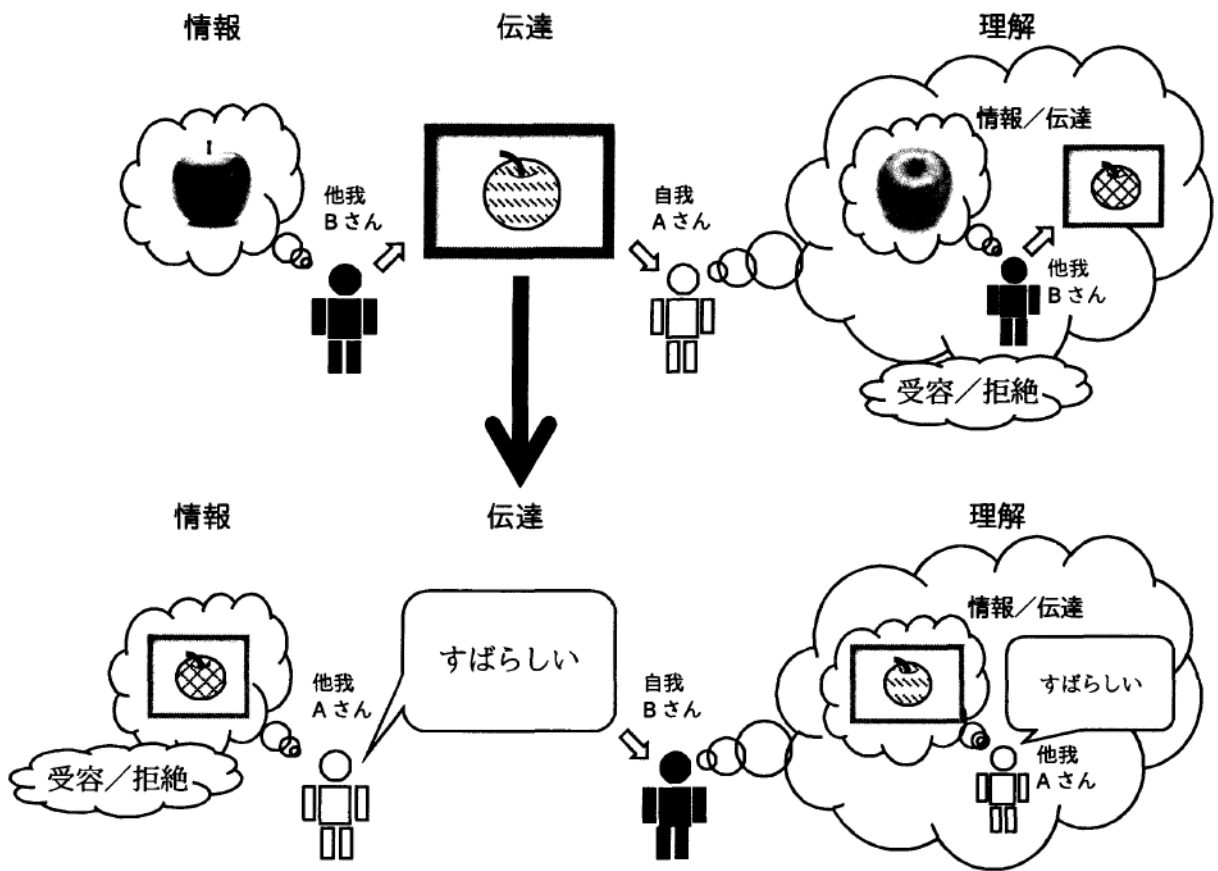 情報
伝達
理解
情報／伝達
他我
Bさん
自我
Aさん
他我
Bさん
受容／拒絶
情報
伝達
理解
情報／伝達
すばらしい
他我
Aさん
自我
Bさん
すばらしい
他我
Aさん
受容／拒絶